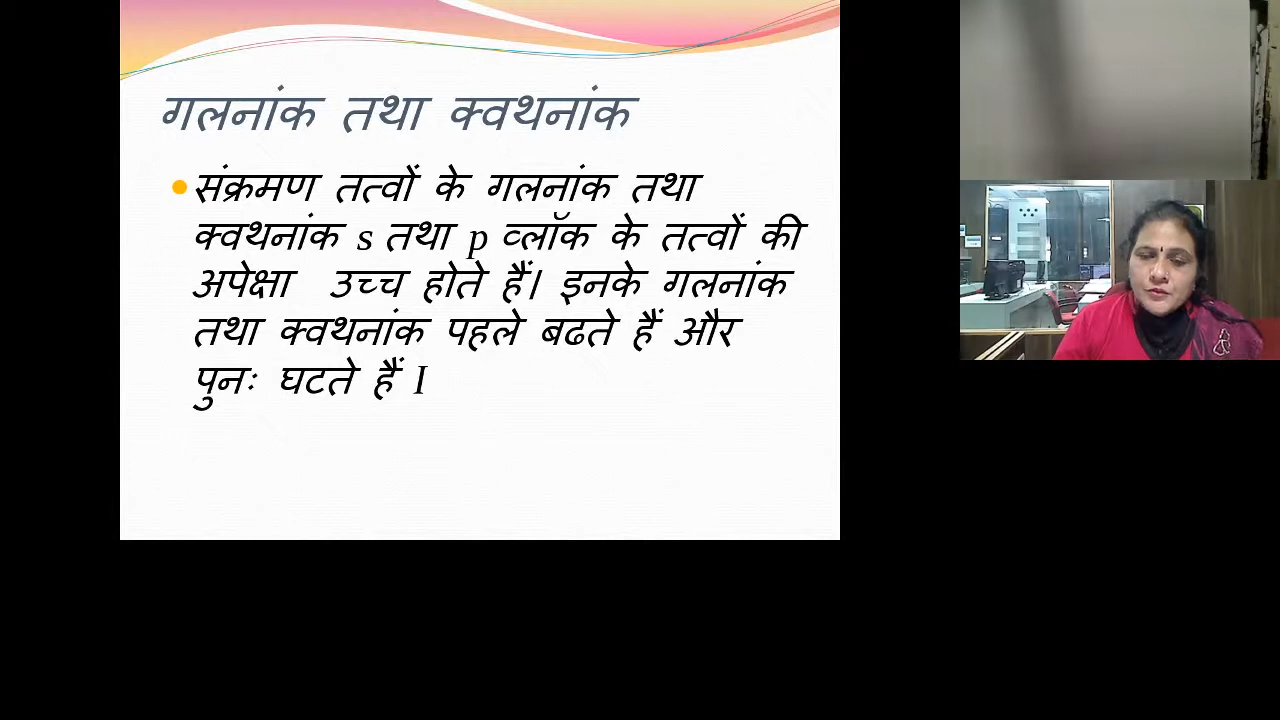 गलनांक तथा क्वथनांक
संक्रमण तत्वों के गलनांक तथा
क्वथनांक s तथा p व्लॉक के तत्वों की
अपेक्षा उच्च होते हैं। इनके गलनांक
तथा क्वथनांक पहले बढते हैं और
पुनः घटते हैं I